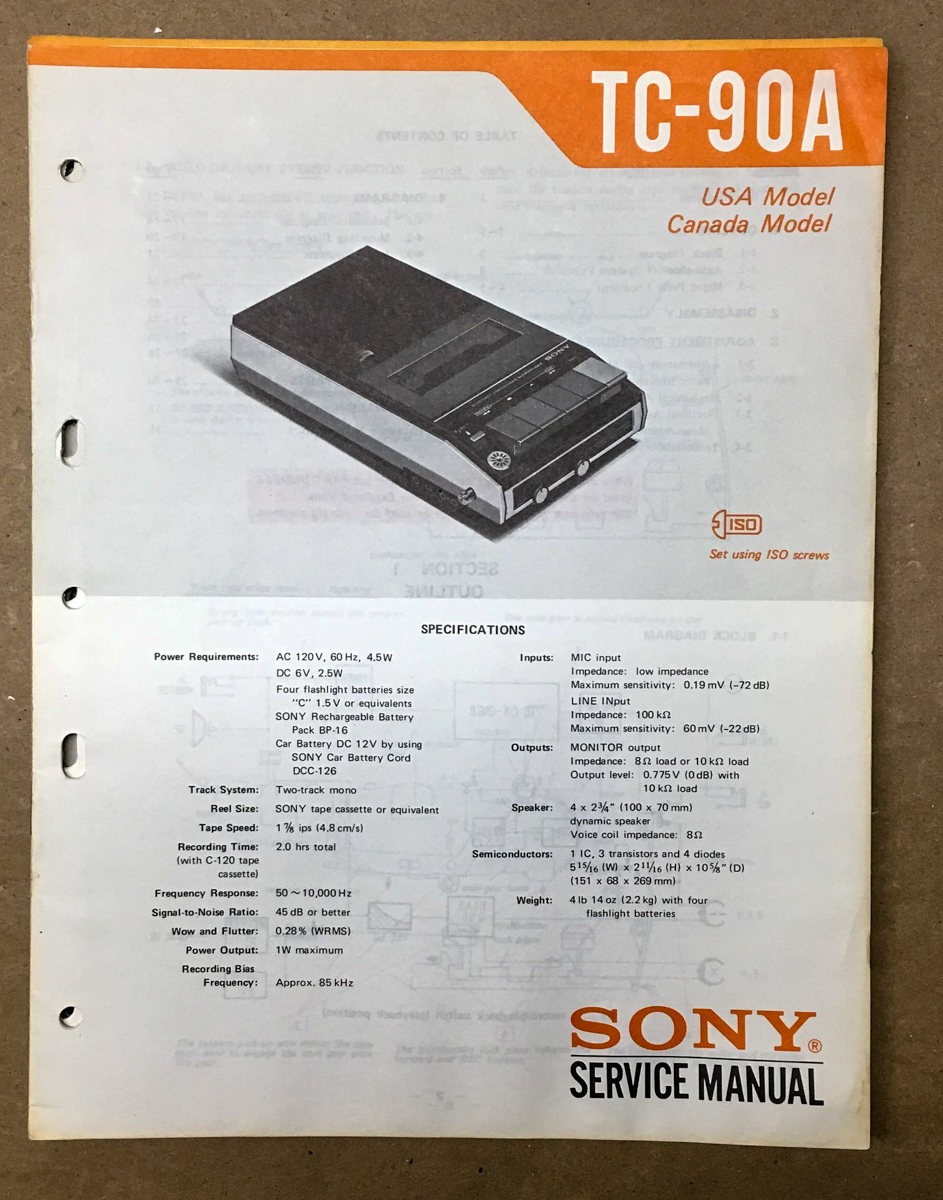 TC-90A
USA Model
Canada Model
SONY
ISO
Set using ISO screws
SPECIFICATIONS
Power Requirements: AC 120V, 60Hz, 4.5W
DC 6V, 2.5W
Four flashlight batteries size
"C" 1.5V or equivalents
SONY Rechargeable Battery
Pack BP-16
Car Battery DC 12V by using
SONY Car Battery Cord
DCC-126
Track System: Two-track mono
Reel Size: SONY tape cassette or equivalent
Tape Speed: 1⅞ ips (4.8 cm/s)
Recording Time: 2.0 hrs total
(with C-120 tape
cassette)
Frequency Response: 50 ~ 10,000Hz
Signal-to-Noise Ratio: 45 dB or better
Wow and Flutter: 0.28% (WRMS)
Power Output: 1W maximum
Recording Bias
Frequency: Approx. 85 kHz
Inputs: MIC input
Impedance: low impedance
Maximum sensitivity: 0.19 mV (−72 dB)
LINE INput
Impedance: 100 kΩ
Maximum sensitivity: 60 mV (−22 dB)
Outputs: MONITOR output
Impedance: 8Ω load or 10 kΩ load
Output level: 0.775V (0 dB) with
10 kΩ load
Speaker: 4 x 2¾" (100 x 70 mm)
dynamic speaker
Voice coil impedance: 8Ω
Semiconductors: 1 IC, 3 transistors and 4 diodes
5 15/16 (W) x 2 11/16 (H) x 10 5/8" (D)
(151 x 68 x 269 mm)
Weight: 4 lb 14 oz (2.2 kg) with four
flashlight batteries
SONY®
SERVICE MANUAL